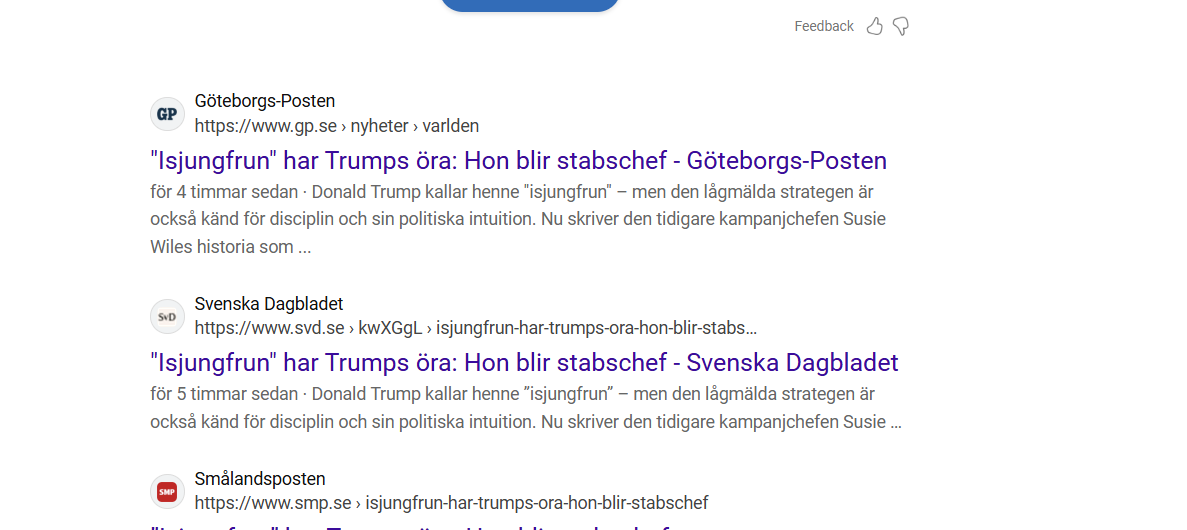 Feedback
GP
Göteborgs-Posten
https://www.gp.se › nyheter › varlden
"Isjungfrun" har Trumps öra: Hon blir stabschef - Göteborgs-Posten
för 4 timmar sedan · Donald Trump kallar henne "isjungfrun" – men den lågmälda strategen är
också känd för disciplin och sin politiska intuition. Nu skriver den tidigare kampanjchefen Susie
Wiles historia som ...
SvD
Svenska Dagbladet
https://www.svd.se › kwXGgL › isjungfrun-har-trumps-ora-hon-blir-stabs…
"Isjungfrun" har Trumps öra: Hon blir stabschef - Svenska Dagbladet
för 5 timmar sedan · Donald Trump kallar henne ”isjungfrun” – men den lågmälda strategen är
också känd för disciplin och sin politiska intuition. Nu skriver den tidigare kampanjchefen Susie …
SMP
Smålandsposten
https://www.smp.se › isjungfrun-har-trumps-ora-hon-blir-stabschef